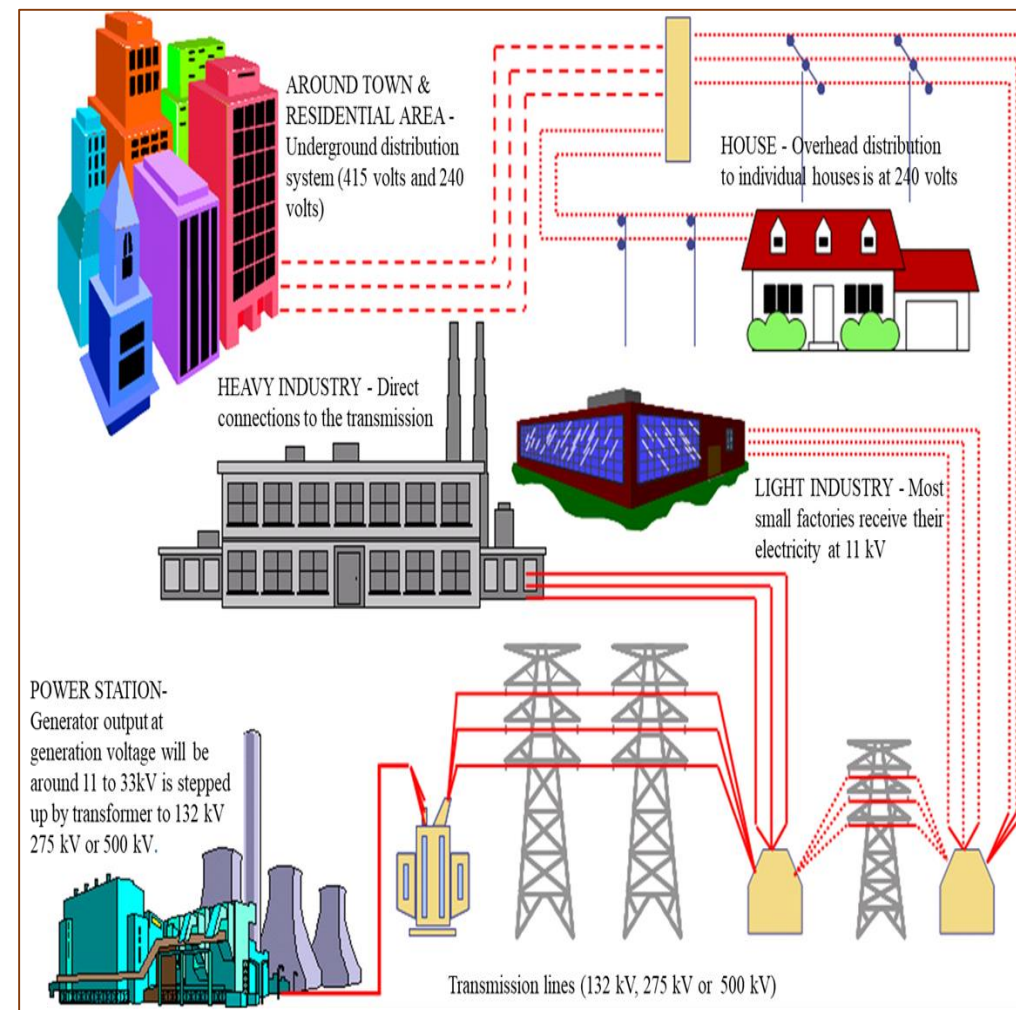 AROUND TOWN &
RESIDENTIAL AREA -
Underground distribution
system (415 volts and 240
volts)
HOUSE - Overhead distribution
to individual houses is at 240 volts
HEAVY INDUSTRY - Direct
connections to the transmission
LIGHT INDUSTRY - Most
small factories receive their
electricity at 11 kV
POWER STATION-
Generator output at
generation voltage will be
around 11 to 33kV is stepped
up by transformer to 132 kV
275 kV or 500 kV.
Transmission lines (132 kV, 275 kV or 500 kV)